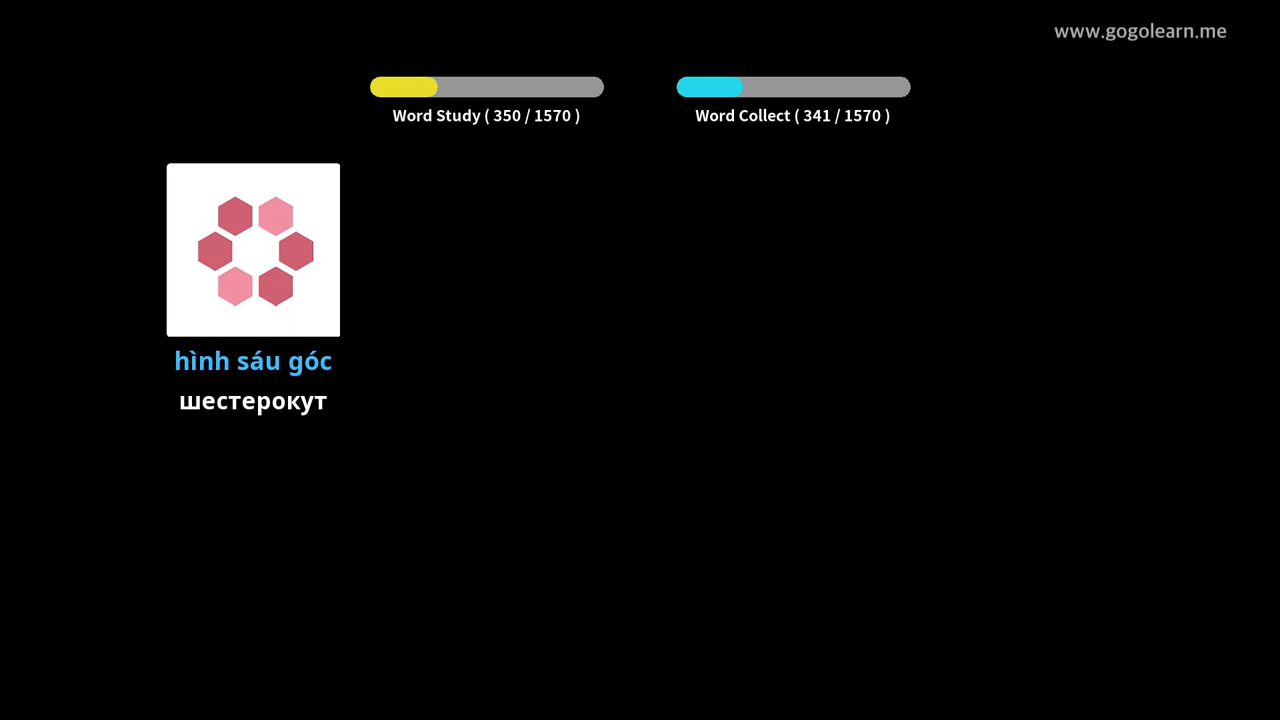 www.gogolearn.me
Word Study ( 350 / 1570 )
Word Collect ( 341 / 1570 )
hình sáu góc
шестерокут